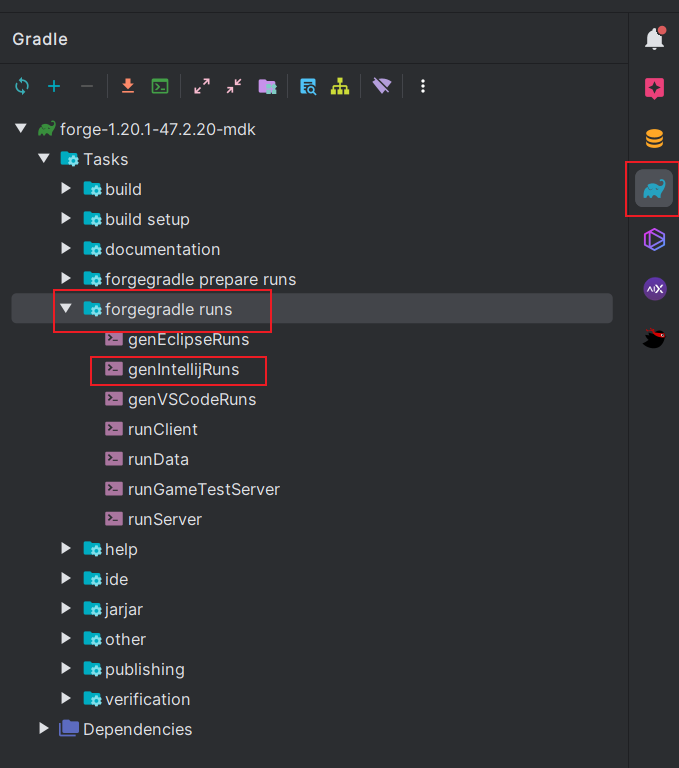 Gradle
forge-1.20.1-47.2.20-mdk
Tasks
build
build setup
documentation
forgegradle prepare runs
forgegradle runs
genEclipseRuns
genIntellijRuns
genVSCodeRuns
runClient
runData
runGameTestServer
runServer
help
ide
jarjar
other
publishing
verification
Dependencies
AiX